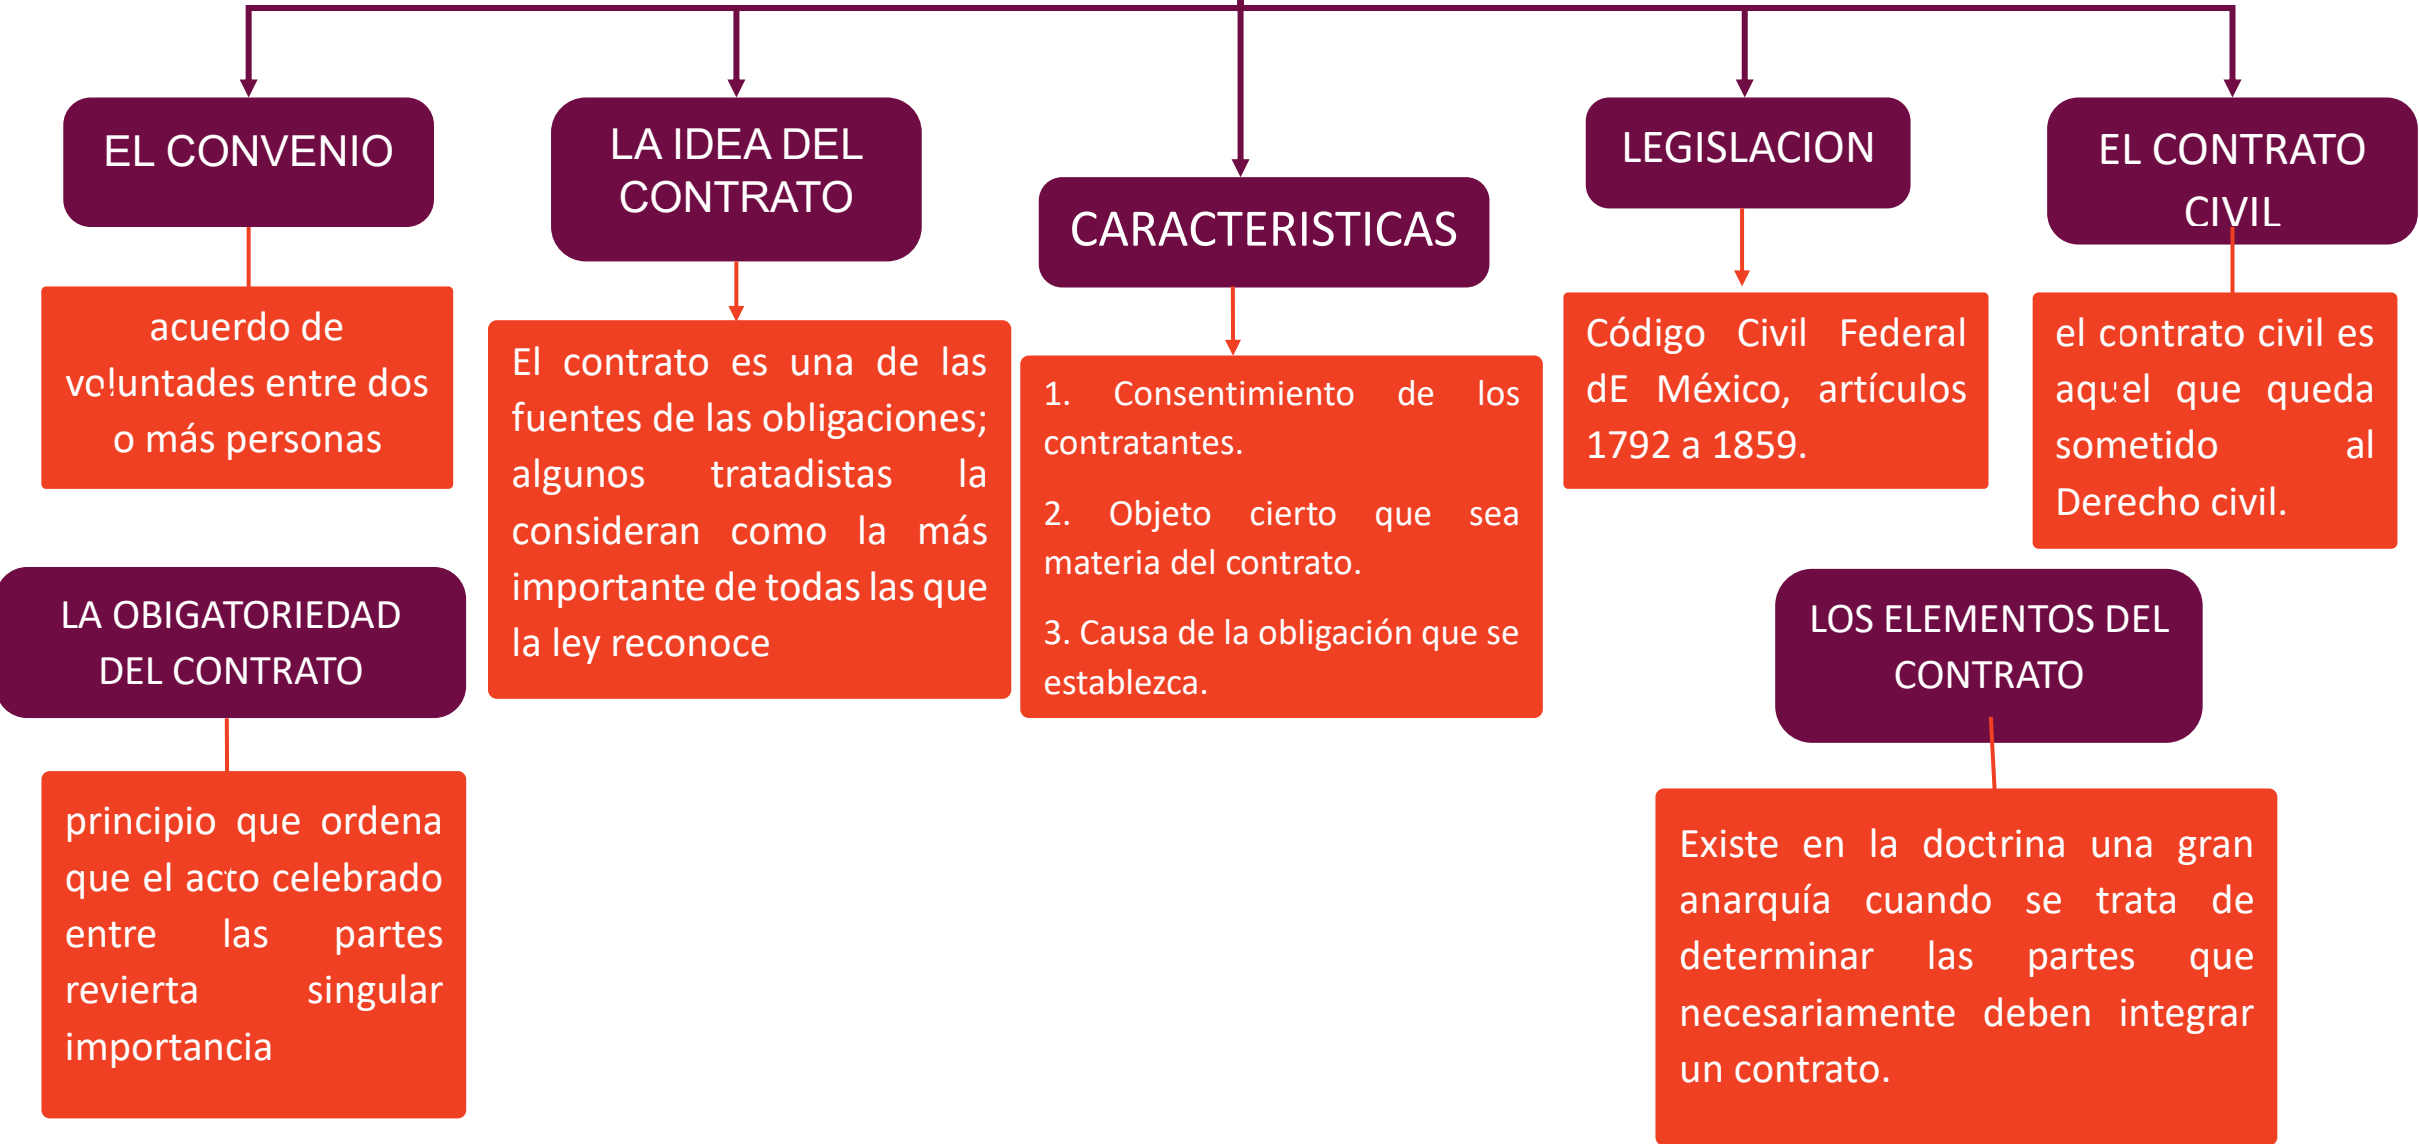 EL CONVENIO
acuerdo de
voluntades entre dos
o más personas
LA IDEA DEL
CONTRATO
El contrato es una de las
fuentes de las obligaciones;
algunos tratadistas la
consideran como la más
importante de todas las que
la ley reconoce
CARACTERISTICAS
1. Consentimiento de los
contratantes.
2. Objeto cierto que sea
materia del contrato.
3. Causa de la obligación que se
establezca.
LEGISLACION
Código Civil Federal
dE México, artículos
1792 a 1859.
EL CONTRATO
CIVIL
el contrato civil es
aquel que queda
sometido al
Derecho civil.
LA OBIGATORIEDAD
DEL CONTRATO
principio que ordena
que el acto celebrado
entre las partes
revierta singular
importancia
LOS ELEMENTOS DEL
CONTRATO
Existe en la doctrina una gran
anarquía cuando se trata de
determinar las partes que
necesariamente deben integrar
un contrato.